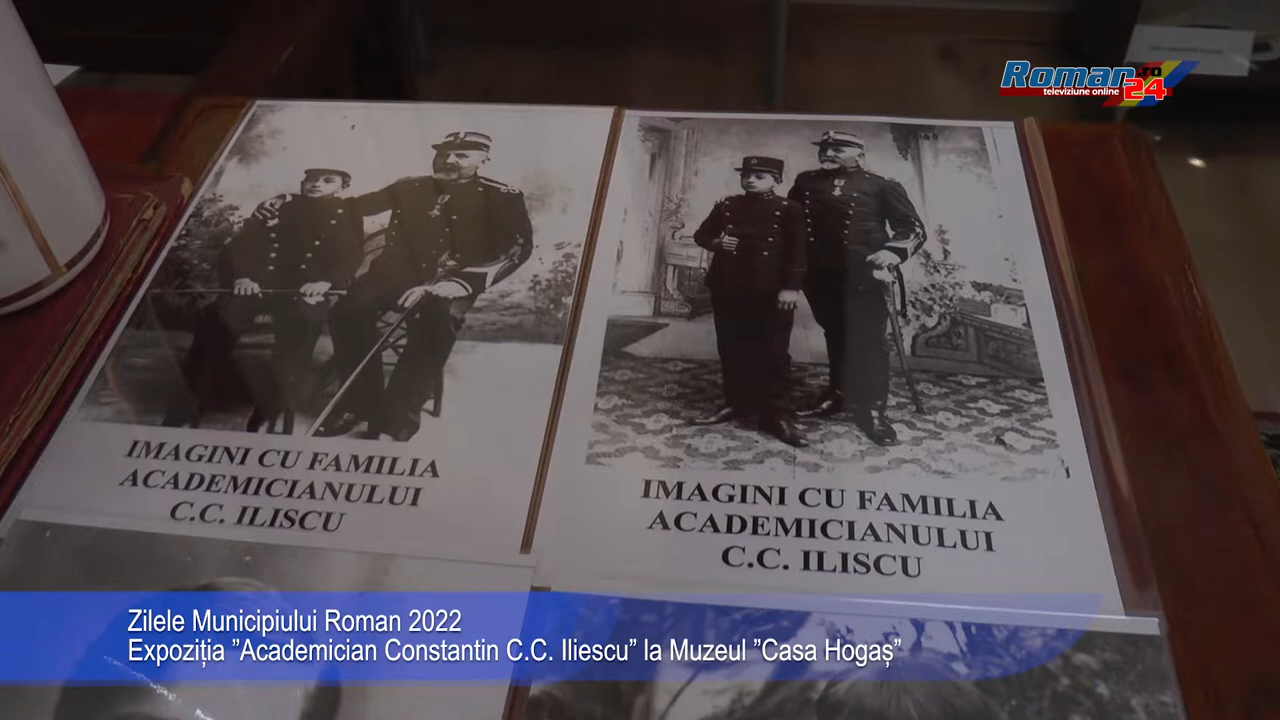 Roman.ro
24
televiziune online
IMAGINI CU FAMILIA
ACADEMICIANULUI
C.C. ILISCU
IMAGINI CU FAMILIA
ACADEMICIANULUI
C.C. ILISCU
Zilele Municipiului Roman 2022
Expoziția ”Academician Constantin C.C. Iliescu” la Muzeul ”Casa Hogaș”